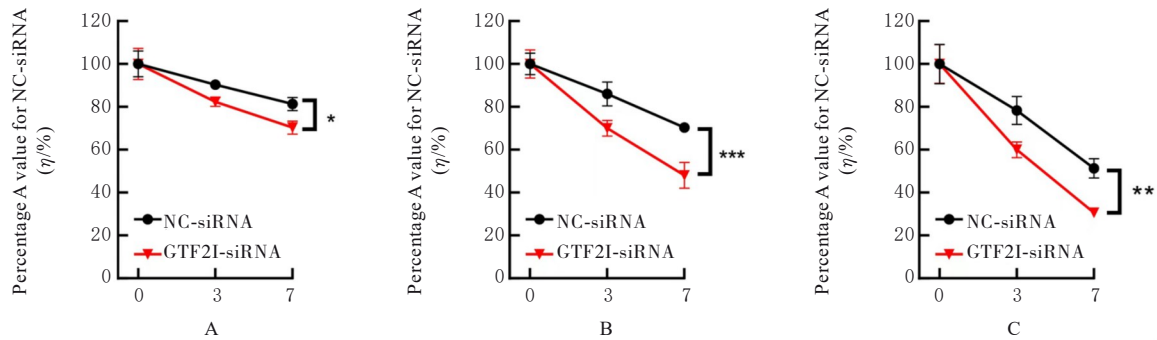 Percentage A value for NC-siRNA
(η/%)
120
100
80
60
40
20
0
*
NC-siRNA
GTF2I-siRNA
0 3 7
A
Percentage A value for NC-siRNA
(η/%)
120
100
80
60
40
20
0
***
NC-siRNA
GTF2I-siRNA
0 3 7
B
Percentage A value for NC-siRNA
(η/%)
120
100
80
60
40
20
0
**
NC-siRNA
GTF2I-siRNA
0 3 7
C